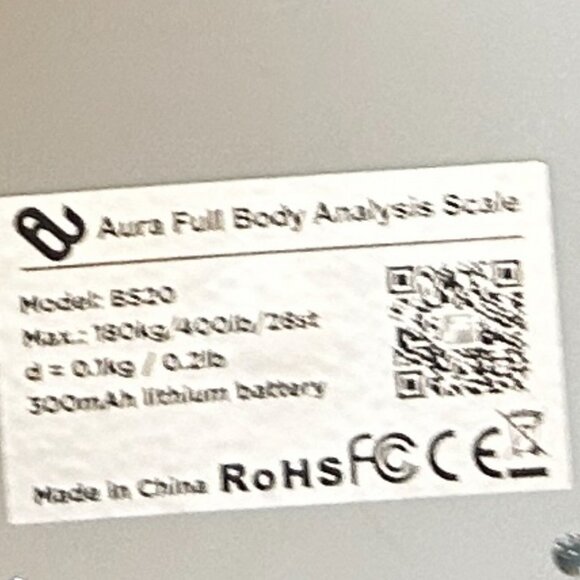 Aura Full Body Analysis Scale
Model: BS20
Max.: 180kg/400lb/28st
d = 0.1kg / 0.2lb
300mAh lithium battery
Made in China RoHS FC CE